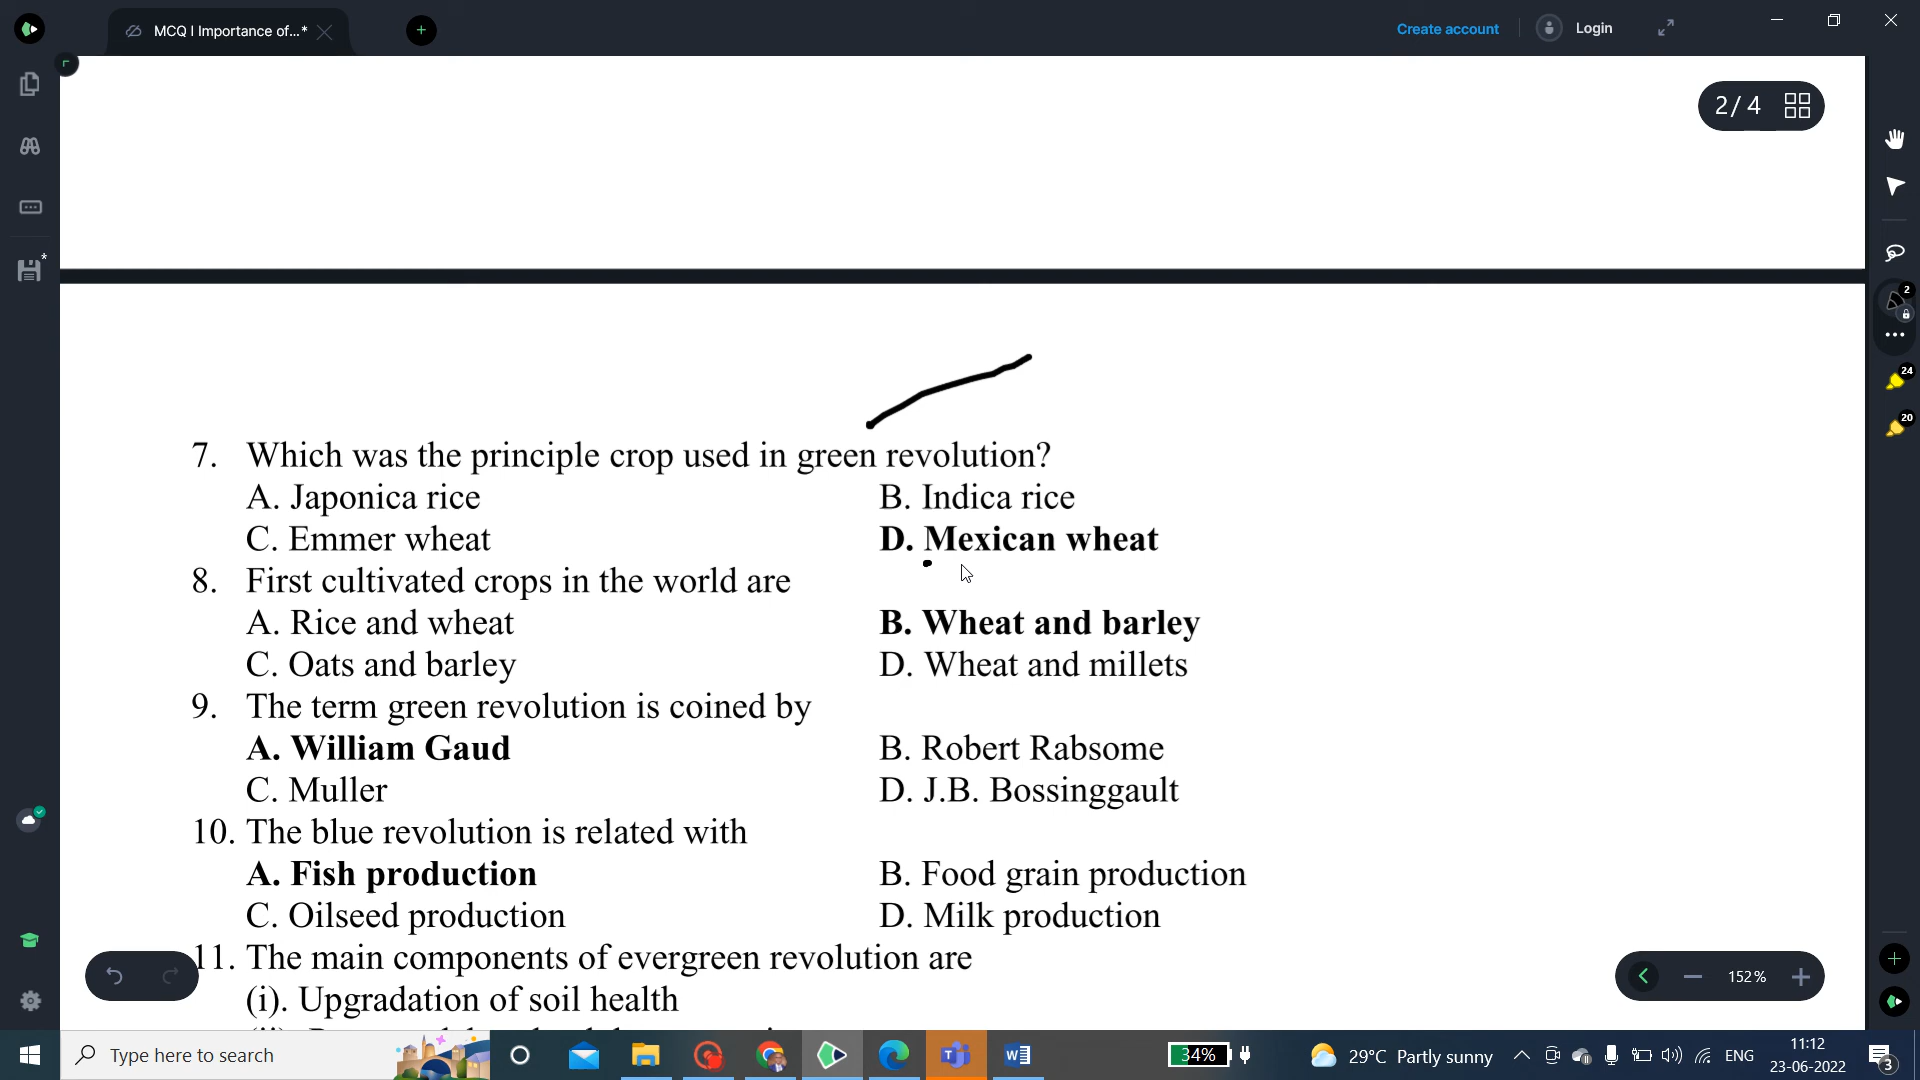 MCQ I Importance of...*
Create account
Login
2/ 4
2
24
20
7. Which was the principle crop used in green revolution?
A. Japonica rice B. Indica rice
C. Emmer wheat D. Mexican wheat
8. First cultivated crops in the world are
A. Rice and wheat B. Wheat and barley
C. Oats and barley D. Wheat and millets
9. The term green revolution is coined by
A. William Gaud B. Robert Rabsome
C. Muller D. J.B. Bossinggault
10. The blue revolution is related with
A. Fish production B. Food grain production
C. Oilseed production D. Milk production
11. The main components of evergreen revolution are
(i). Upgradation of soil health
152%
Type here to search
34%
29°C Partly sunny
ENG
11:12
23-06-2022
3